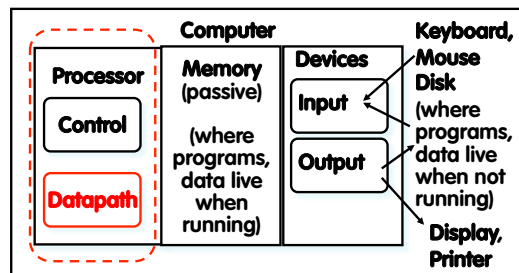 Computer
Processor
Control
Datapath
Memory
(passive)
(where
programs,
data live
when
running)
Devices
Input
Output
Keyboard,
Mouse
Disk
(where
programs,
data live
when not
running)
Display,
Printer